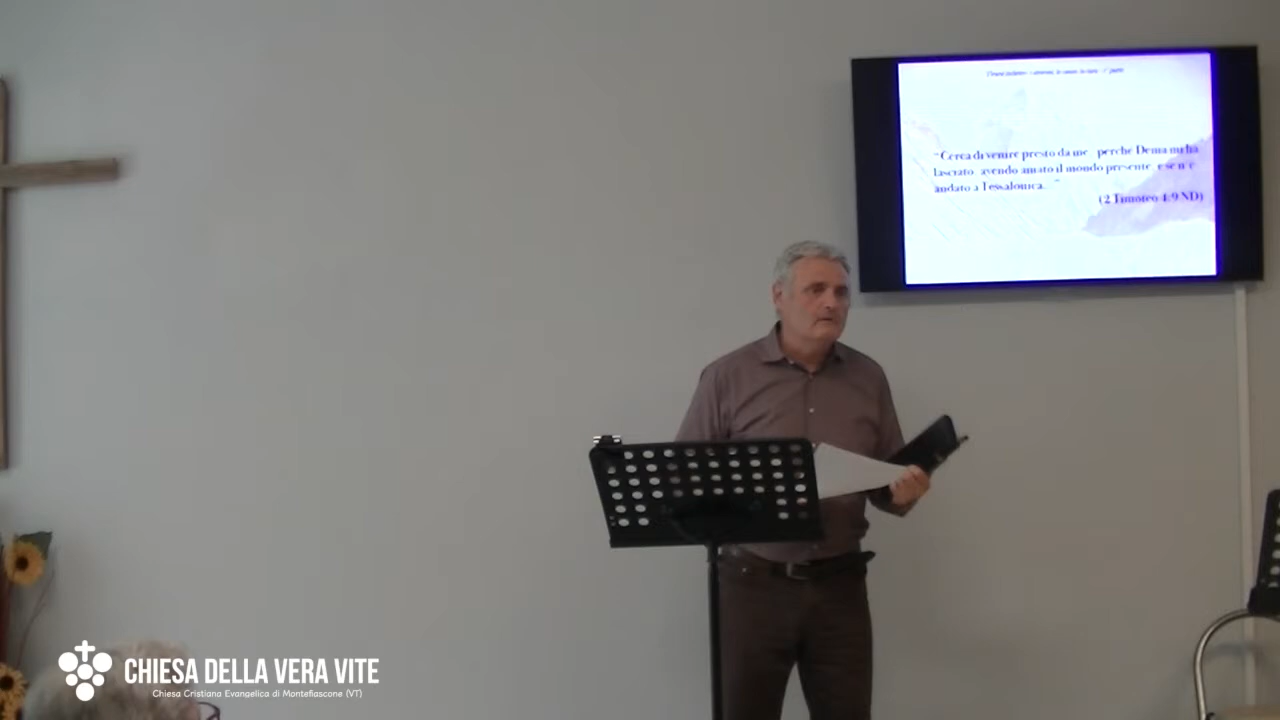 "Cerca di venire presto da me perché Dema mi ha
lasciato avendo amato il mondo presente e se n'è
andato a Tessalonica. "
(2 Timoteo 4:9 ND)
CHIESA DELLA VERA VITE
Chiesa Cristiana Evangelica di Montefiascone (VT)